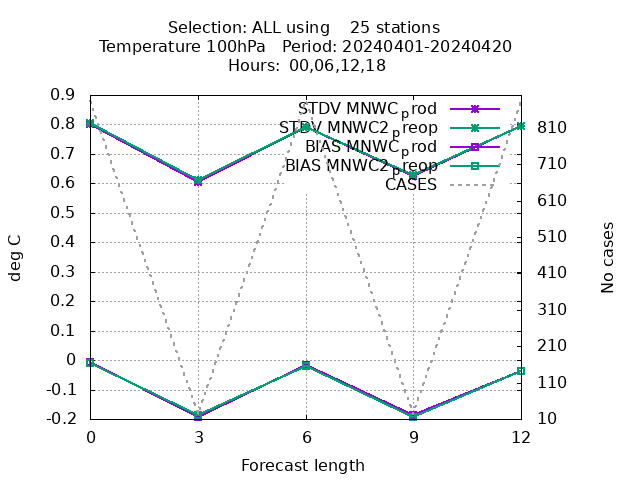 Selection: ALL using    25 stations
Temperature 100hPa   Period: 20240401-20240420
Hours: 00,06,12,18
STDV MNWC_prod
STDV MNWC2_preop
BIAS MNWC_prod
BIAS MNWC2_preop
CASES
0.9
0.8
0.7
0.6
0.5
0.4
0.3
0.2
0.1
0
-0.1
-0.2
deg C
810
710
610
510
410
310
210
110
10
No cases
0 3 6 9 12
Forecast length